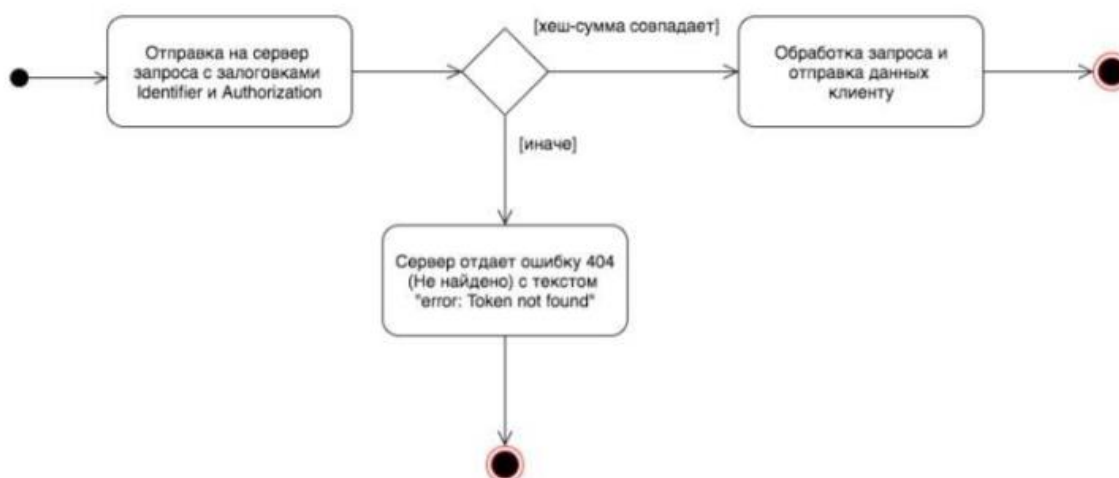 Отправка на сервер
запроса с залоговками
Identifier и Authorization
[хеш-сумма совпадает]
Обработка запроса и
отправка данных
клиенту
[иначе]
Сервер отдает ошибку 404
(Не найдено) с текстом
"error: Token not found"